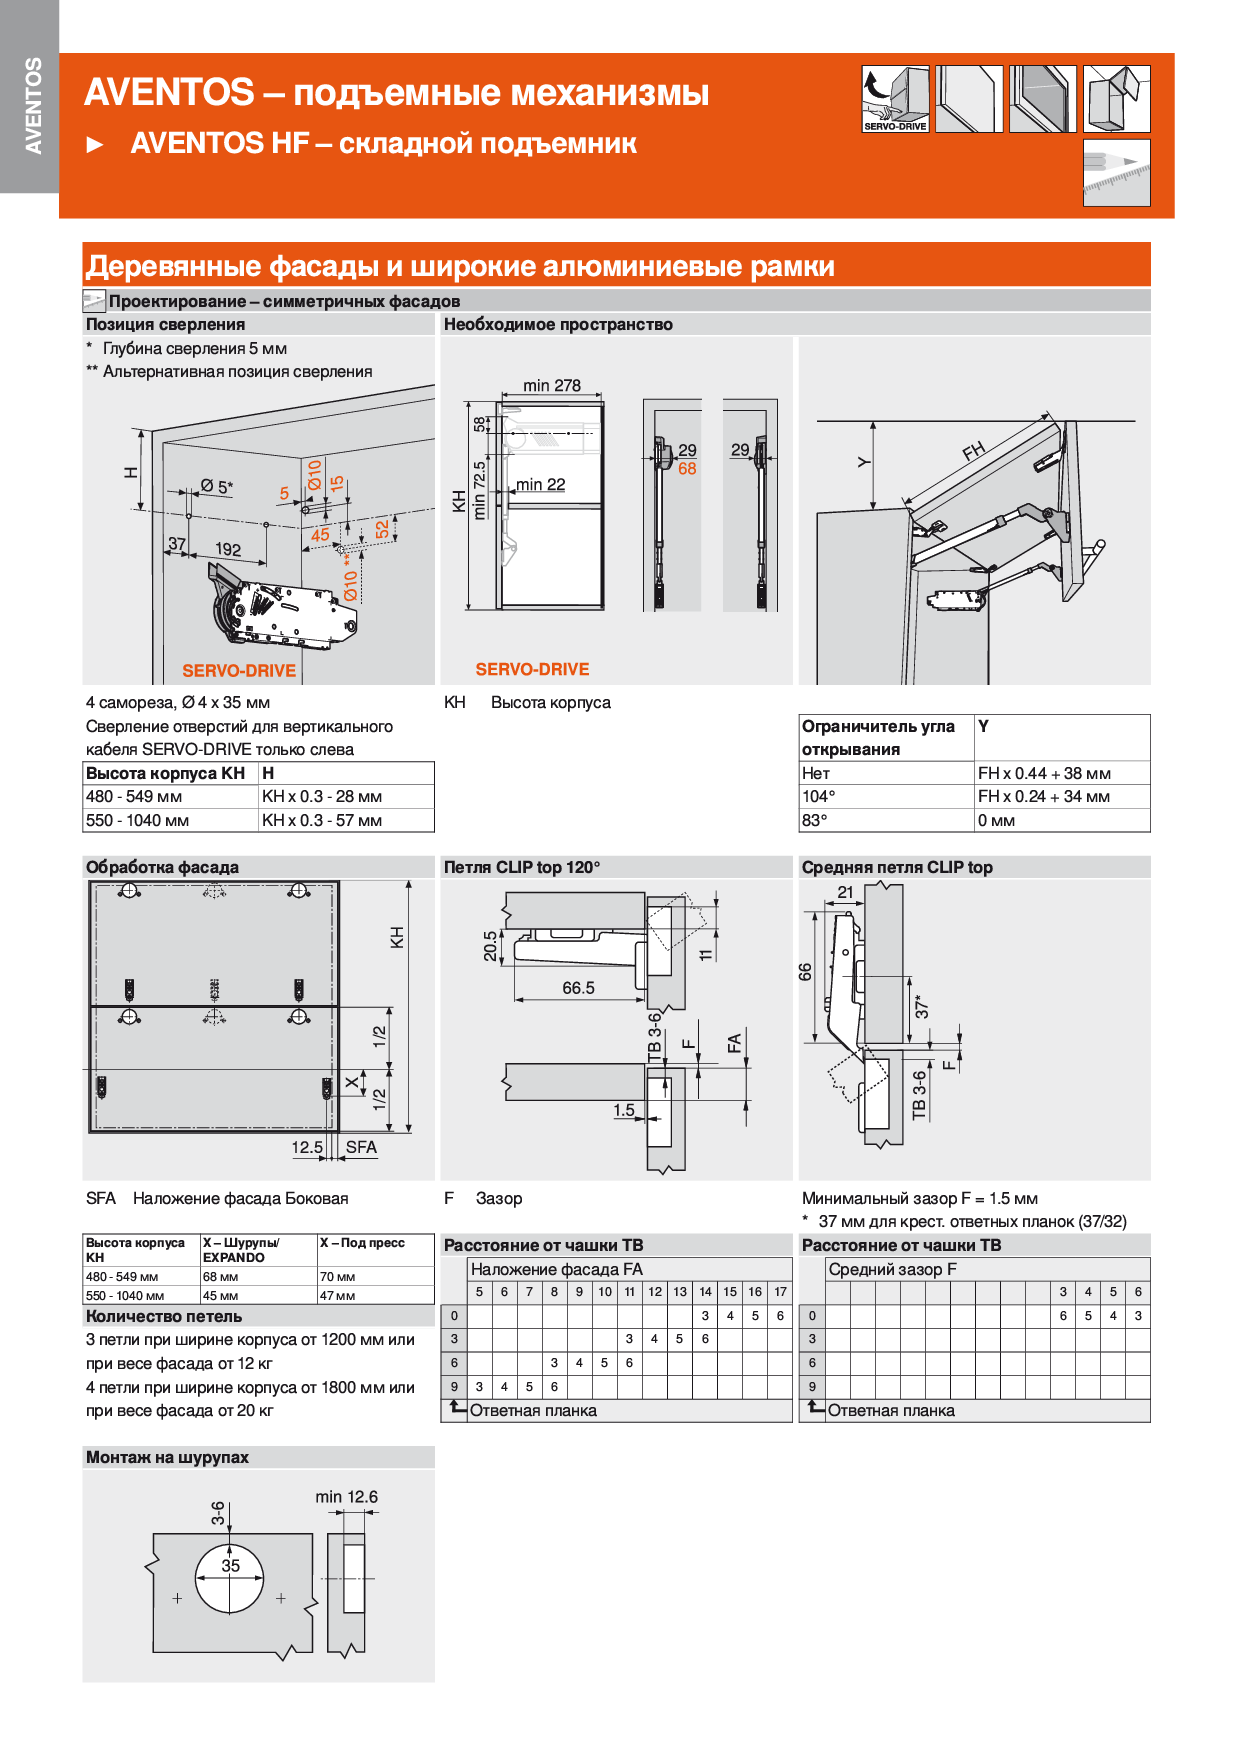 AVENTOS
AVENTOS – подъемные механизмы
► AVENTOS HF – складной подъемник
SERVO-DRIVE
Деревянные фасады и широкие алюминиевые рамки
Проектирование – симметричных фасадов
Позиция сверления
* Глубина сверления 5 мм
** Альтернативная позиция сверления
H
Ø 5*
5
Ø10
15
37
192
45
52
Ø10 **
SERVO-DRIVE
4 самореза, Ø 4 x 35 мм
Сверление отверстий для вертикального
кабеля SERVO-DRIVE только слева
Высота корпуса KH H
480 - 549 мм KH x 0.3 - 28 мм
550 - 1040 мм KH x 0.3 - 57 мм
Необходимое пространство
min 278
58
KH
min 72.5
min 22
29
68
29
SERVO-DRIVE
KH Высота корпуса
Y
FH
Ограничитель угла Y
открывания
Нет FH x 0.44 + 38 мм
104° FH x 0.24 + 34 мм
83° 0 мм
Обработка фасада
KH
1/2
X
1/2
12.5 SFA
SFA Наложение фасада Боковая
Высота корпуса X – Шурупы/ X – Под пресс
KH EXPANDO
480 - 549 мм 68 мм 70 мм
550 - 1040 мм 45 мм 47 мм
Количество петель
3 петли при ширине корпуса от 1200 мм или
при весе фасада от 12 кг
4 петли при ширине корпуса от 1800 мм или
при весе фасада от 20 кг
Петля CLIP top 120°
20.5
11
66.5
TB 3-6
F
FA
1.5
F Зазор
Расстояние от чашки TB
Наложение фасада FA
5 6 7 8 9 10 11 12 13 14 15 16 17
0 3 4 5 6
3 3 4 5 6
6 3 4 5 6
9 3 4 5 6
Ответная планка
Средняя петля CLIP top
21
66
37*
F
TB 3-6
Минимальный зазор F = 1.5 мм
* 37 мм для крест. ответных планок (37/32)
Расстояние от чашки TB
Средний зазор F
3 4 5 6
0 6 5 4 3
3
6
9
Ответная планка
Монтаж на шурупах
3-6
min 12.6
35